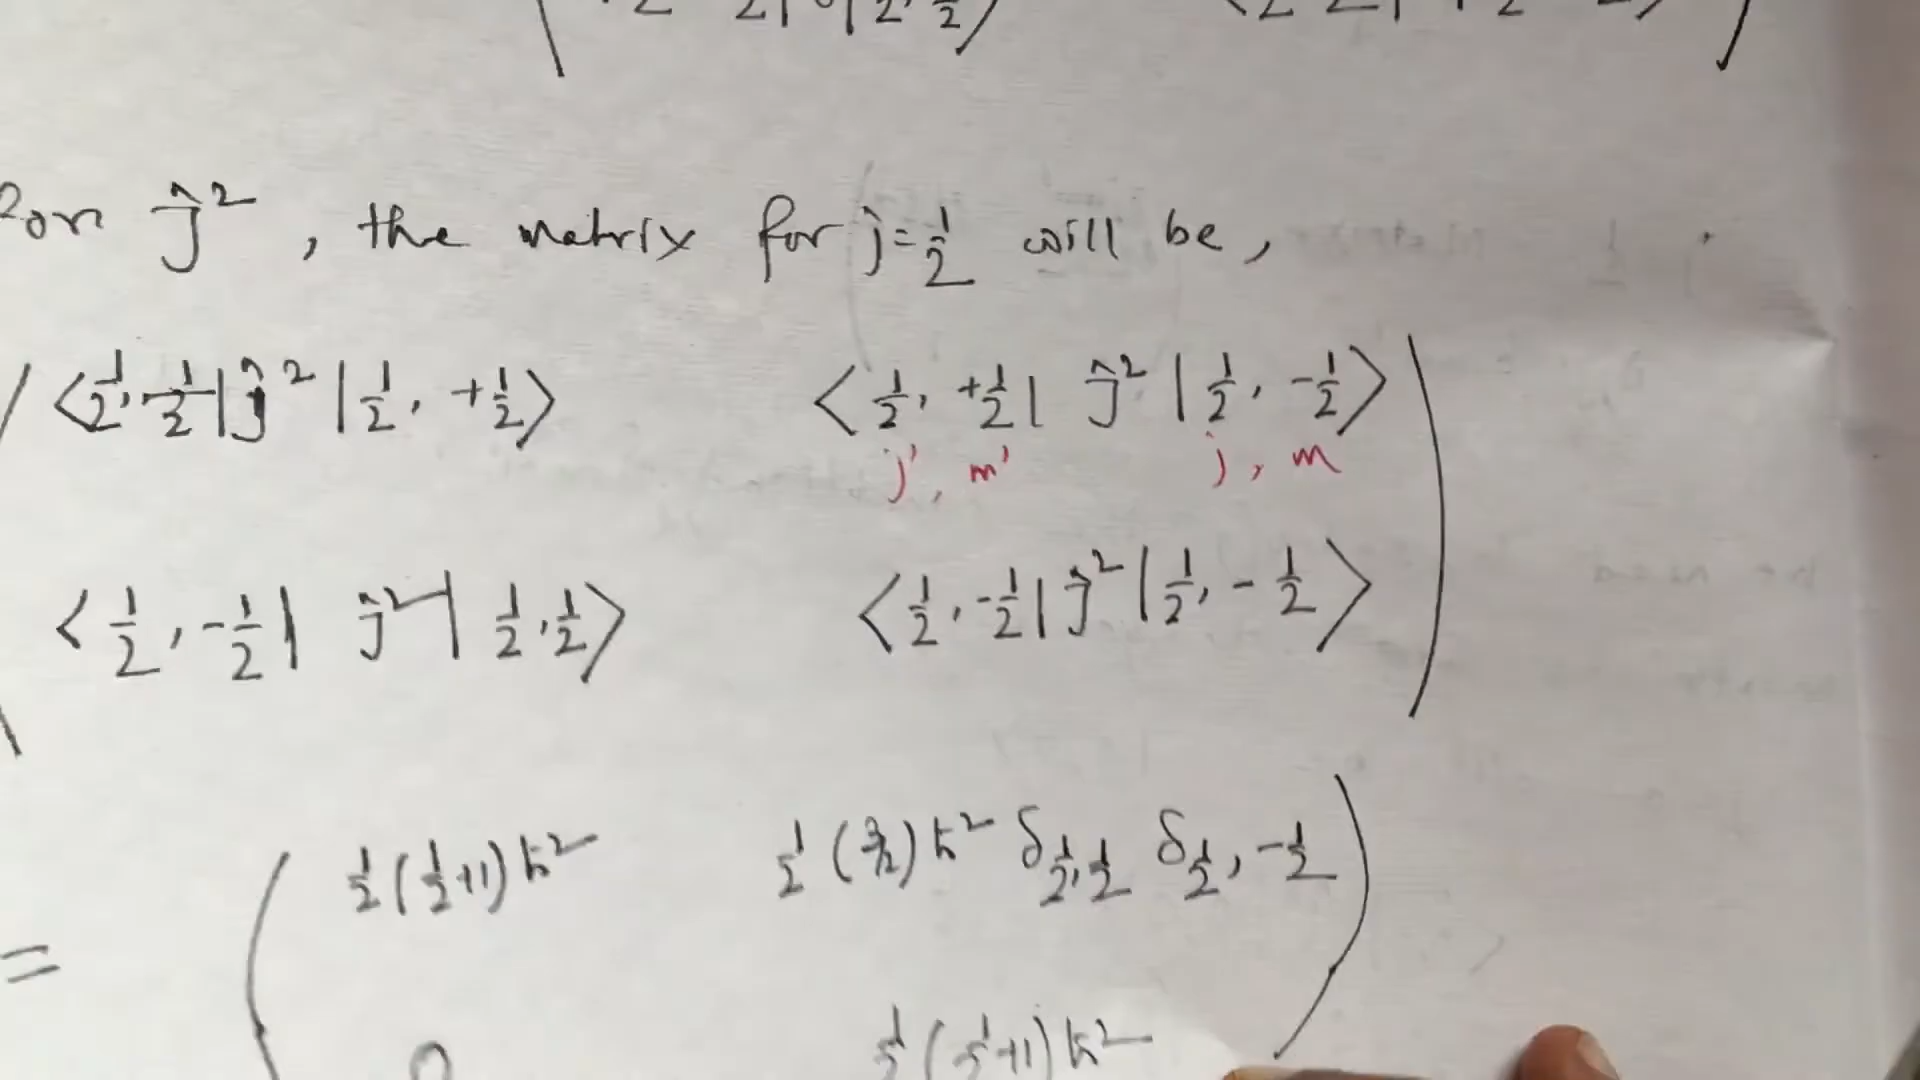 For ĵ², the matrix for j=1/2 will be,
⟨1/2, 1/2|ĵ²|1/2, +1/2⟩ ⟨1/2, +1/2| ĵ² |1/2, -1/2⟩
j', m' j, m
⟨1/2, -1/2| ĵ² | 1/2, 1/2⟩ ⟨1/2, -1/2| ĵ² |1/2, -1/2⟩
1/2(1/2+1)ħ² 1/2(3/2)ħ² δ1/2,1/2 δ1/2,-1/2
=
0 1/2(1/2+1)ħ²